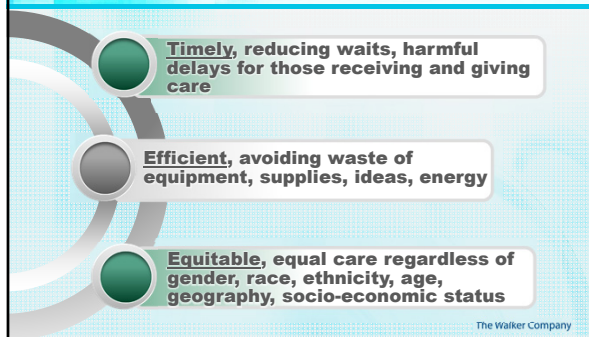 Timely, reducing waits, harmful
delays for those receiving and giving
care
Efficient, avoiding waste of
equipment, supplies, ideas, energy
Equitable, equal care regardless of
gender, race, ethnicity, age,
geography, socio-economic status
The Walker Company